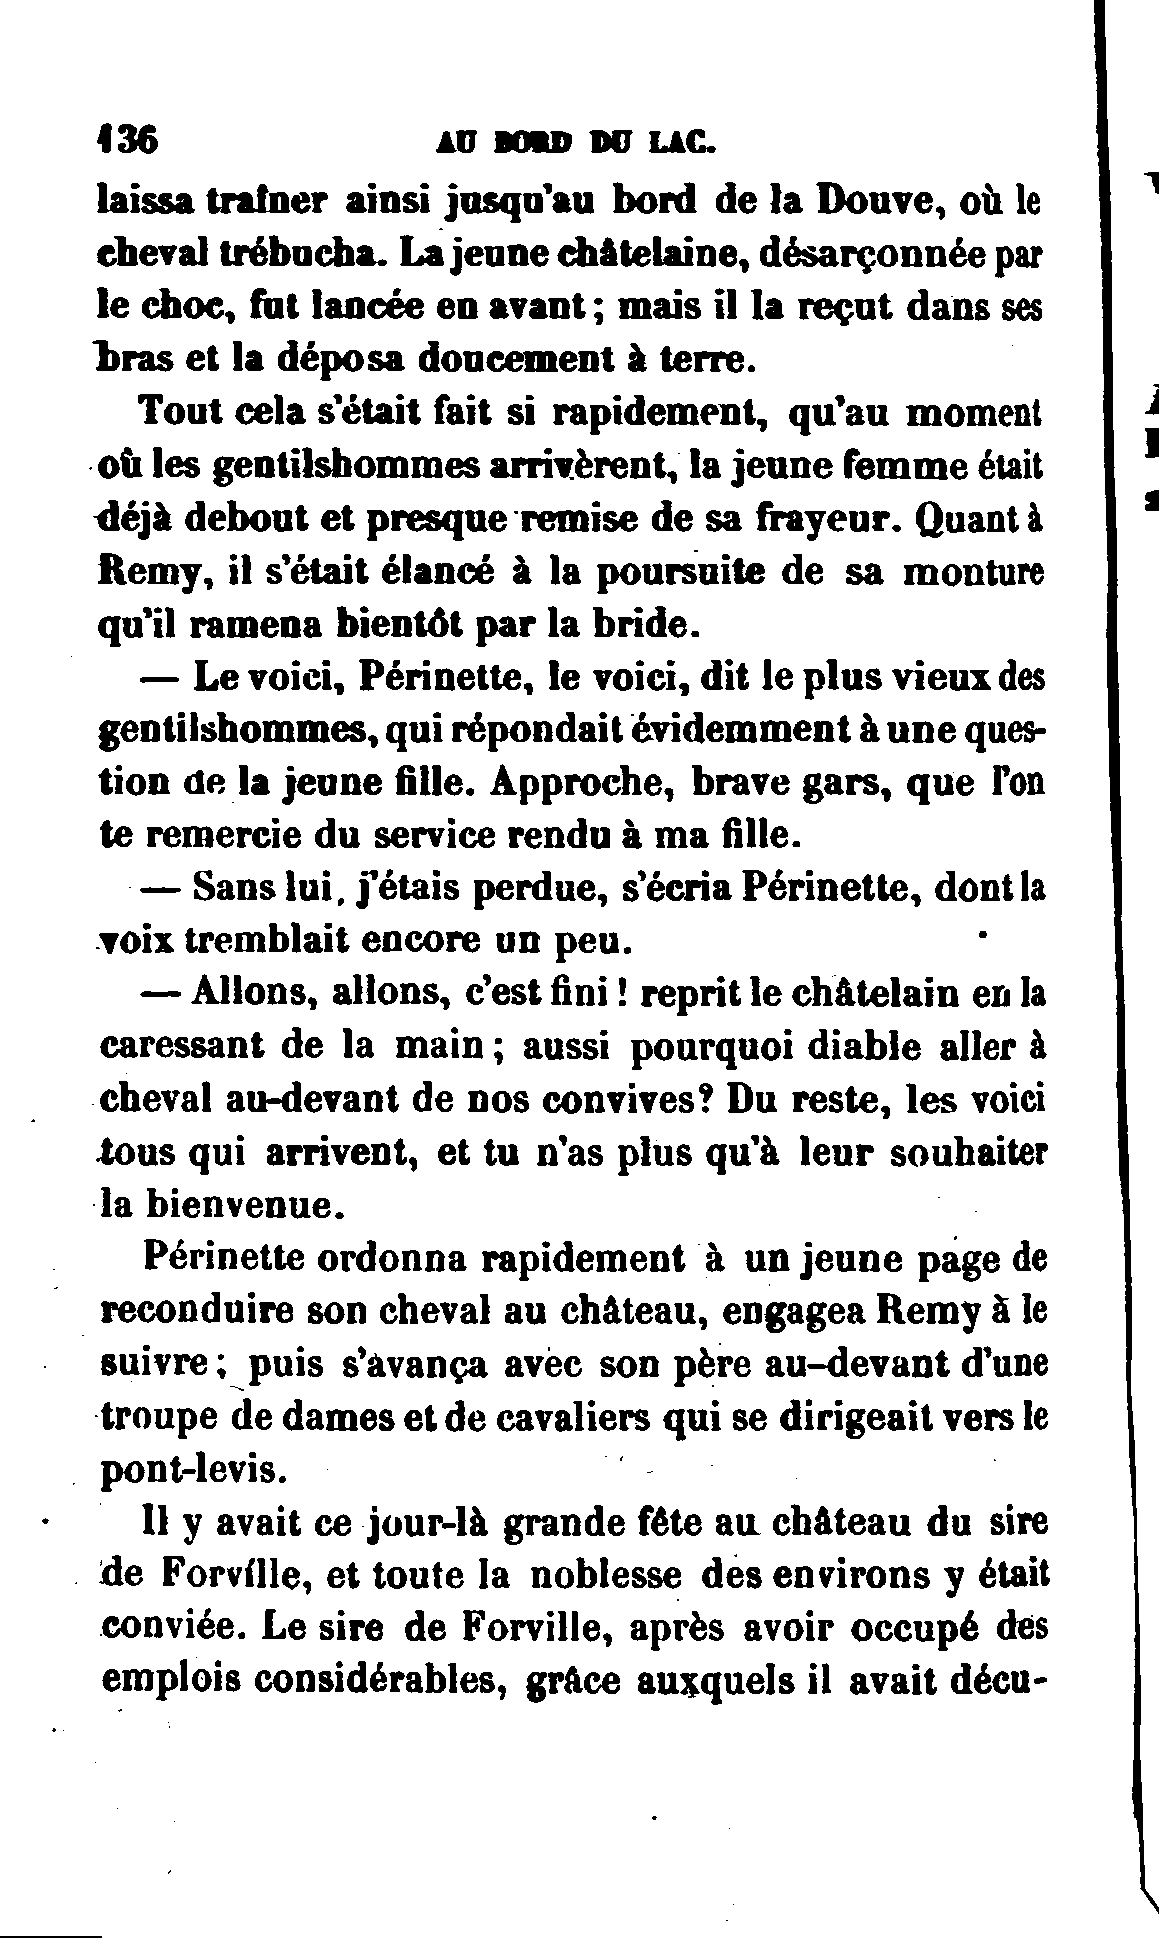 136 AU BORD DU LAC.
laissa traîner ainsi jusqu'au bord de la Douve, où le
cheval trébucha. La jeune châtelaine, désarçonnée par
le choc, fut lancée en avant ; mais il la reçut dans ses
bras et la déposa doucement à terre.
Tout cela s'était fait si rapidement, qu'au moment
où les gentilshommes arrivèrent, la jeune femme était
déjà debout et presque remise de sa frayeur. Quant à
Remy, il s'était élancé à la poursuite de sa monture
qu'il ramena bientôt par la bride.
— Le voici, Périnette, le voici, dit le plus vieux des
gentilshommes, qui répondait évidemment à une ques-
tion de la jeune fille. Approche, brave gars, que l'on
te remercie du service rendu à ma fille.
— Sans lui, j'étais perdue, s'écria Périnette, dont la
voix tremblait encore un peu.
— Allons, allons, c'est fini ! reprit le châtelain en la
caressant de la main ; aussi pourquoi diable aller à
cheval au-devant de nos convives? Du reste, les voici
tous qui arrivent, et tu n'as plus qu'à leur souhaiter
la bienvenue.
Périnette ordonna rapidement à un jeune page de
reconduire son cheval au château, engagea Remy à le
suivre ; puis s'avança avec son père au-devant d'une
troupe de dames et de cavaliers qui se dirigeait vers le
pont-levis.
Il y avait ce jour-là grande fête au château du sire
de Forville, et toute la noblesse des environs y était
conviée. Le sire de Forville, après avoir occupé des
emplois considérables, grâce auxquels il avait décu-